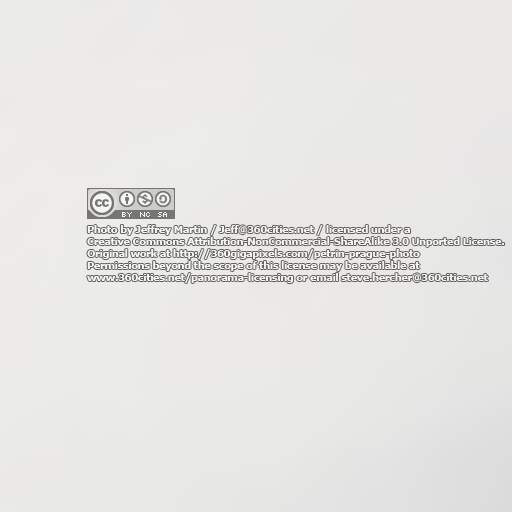 cc BY NC SA
Photo by Jeffrey Martin / Jeff@360cities.net / licensed under a
Creative Commons Attribution-NonCommercial-ShareAlike 3.0 Unported License.
Original work at http://360gigapixels.com/petrin-prague-photo
Permissions beyond the scope of this license may be available at
www.360cities.net/panorama-licensing or email steve.hercher@360cities.net